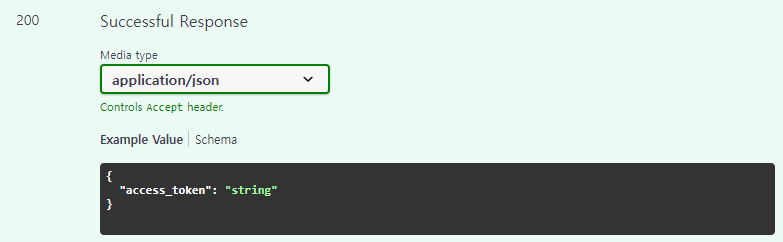 200 Successful Response
Media type
application/json
Controls Accept header.
Example Value Schema
{
  "access_token": "string"
}